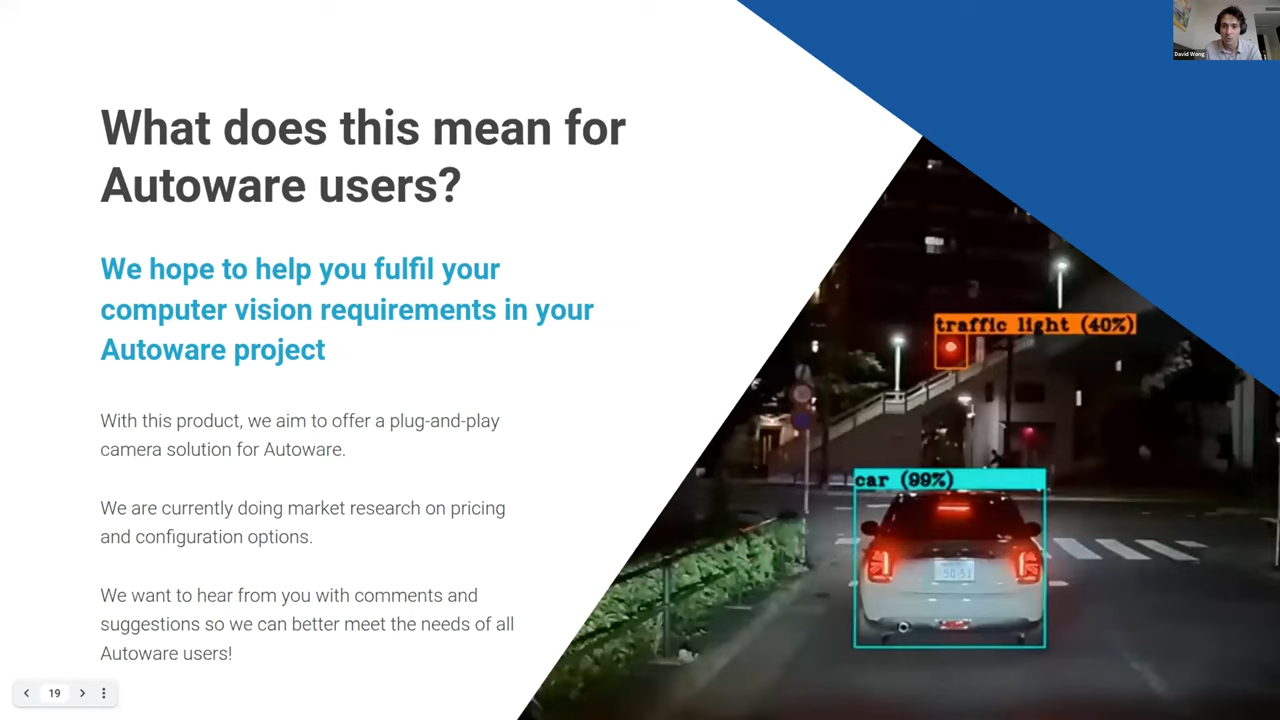 David Wong
What does this mean for
Autoware users?
We hope to help you fulfil your
computer vision requirements in your
Autoware project
With this product, we aim to offer a plug-and-play
camera solution for Autoware.
We are currently doing market research on pricing
and configuration options.
We want to hear from you with comments and
suggestions so we can better meet the needs of all
Autoware users!
traffic light (40%)
car (99%)
50-51
19